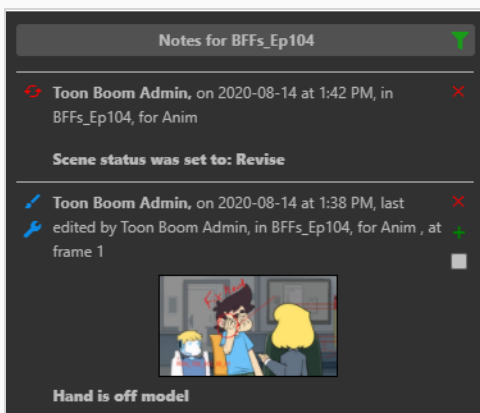 Notes for BFFs_Ep104
Toon Boom Admin, on 2020-08-14 at 1:42 PM, in
BFFs_Ep104, for Anim
Scene status was set to: Revise
Toon Boom Admin, on 2020-08-14 at 1:38 PM, last
edited by Toon Boom Admin, in BFFs_Ep104, for Anim , at
frame 1
Hand is off model